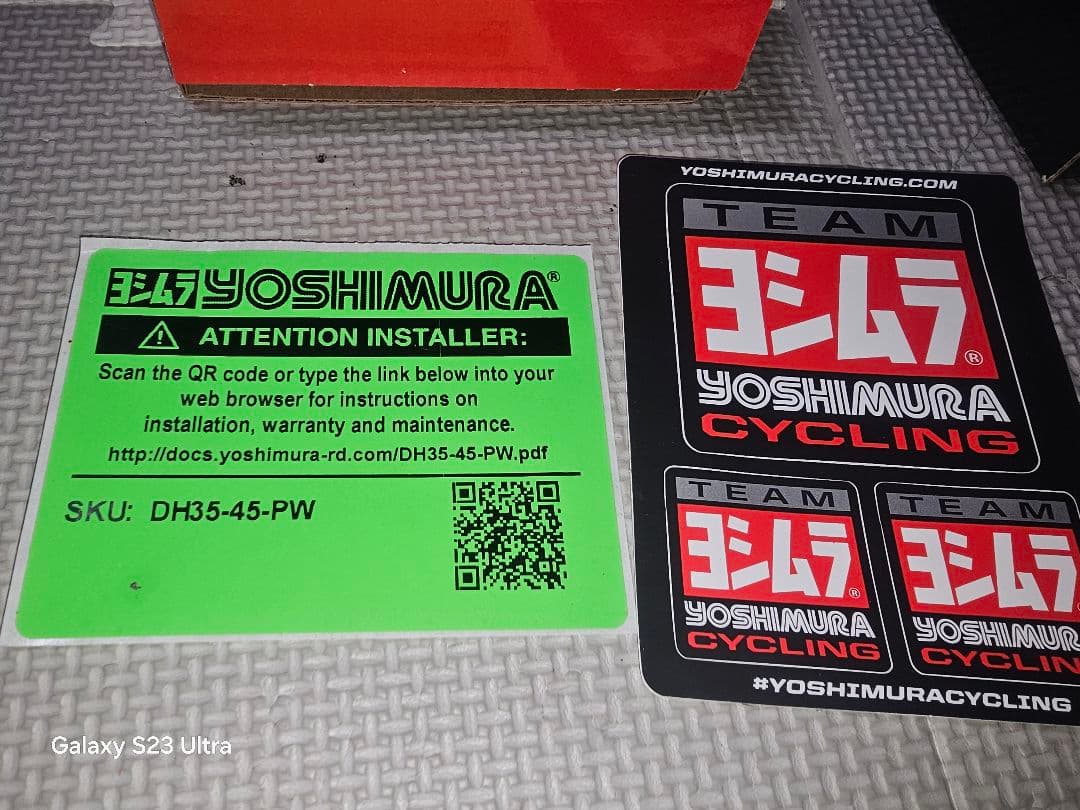 ヨシムラ YOSHIMURA®
ATTENTION INSTALLER:
Scan the QR code or type the link below into your
web browser for instructions on
installation, warranty and maintenance.
http://docs.yoshimura-rd.com/DH35-45-PW.pdf
SKU: DH35-45-PW
YOSHIMURACYCLING.COM
TEAM
ヨシムラ®
YOSHIMURA
CYCLING
TEAM
ヨシムラ®
YOSHIMURA
CYCLING
TEAM
ヨシムラ
YOSHIMUR
CYCLIN
#YOSHIMURACYCLING
Galaxy S23 Ultra